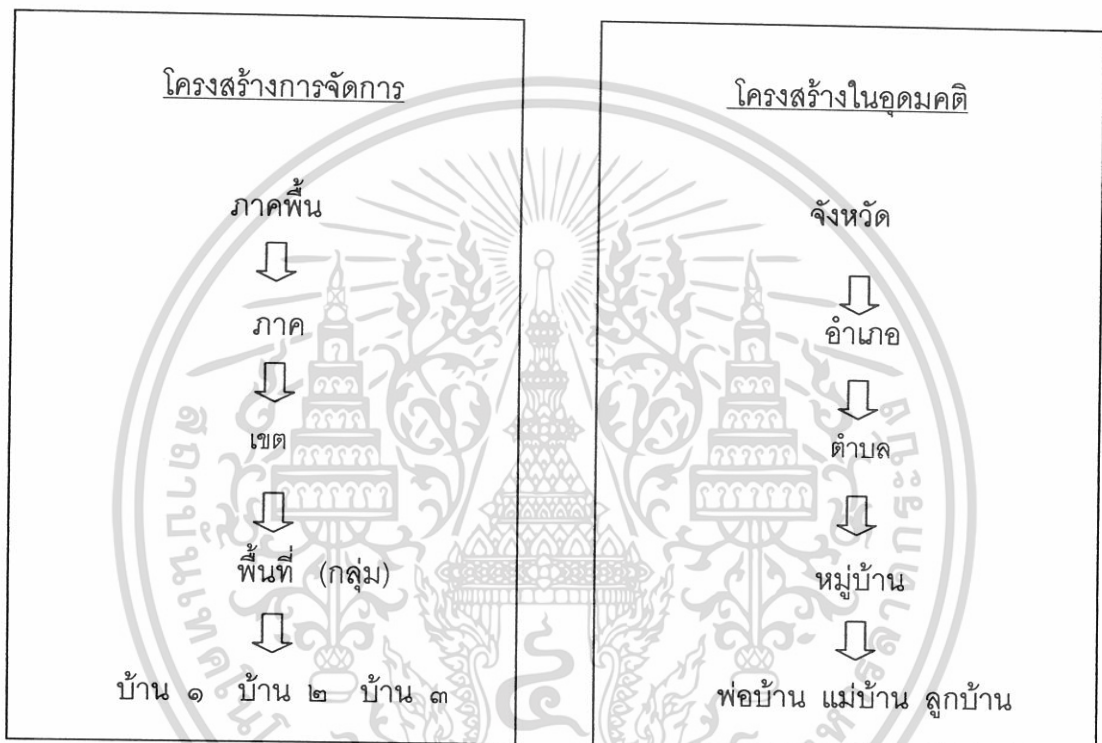 โครงสร้างการจัดการ
ภาคพื้น
ภาค
เขต
พื้นที่ (กลุ่ม)
บ้าน ๑ บ้าน ๒ บ้าน ๓
โครงสร้างในอุดมคติ
จังหวัด
อำเภอ
ตำบล
หมู่บ้าน
พ่อบ้าน แม่บ้าน ลูกบ้าน